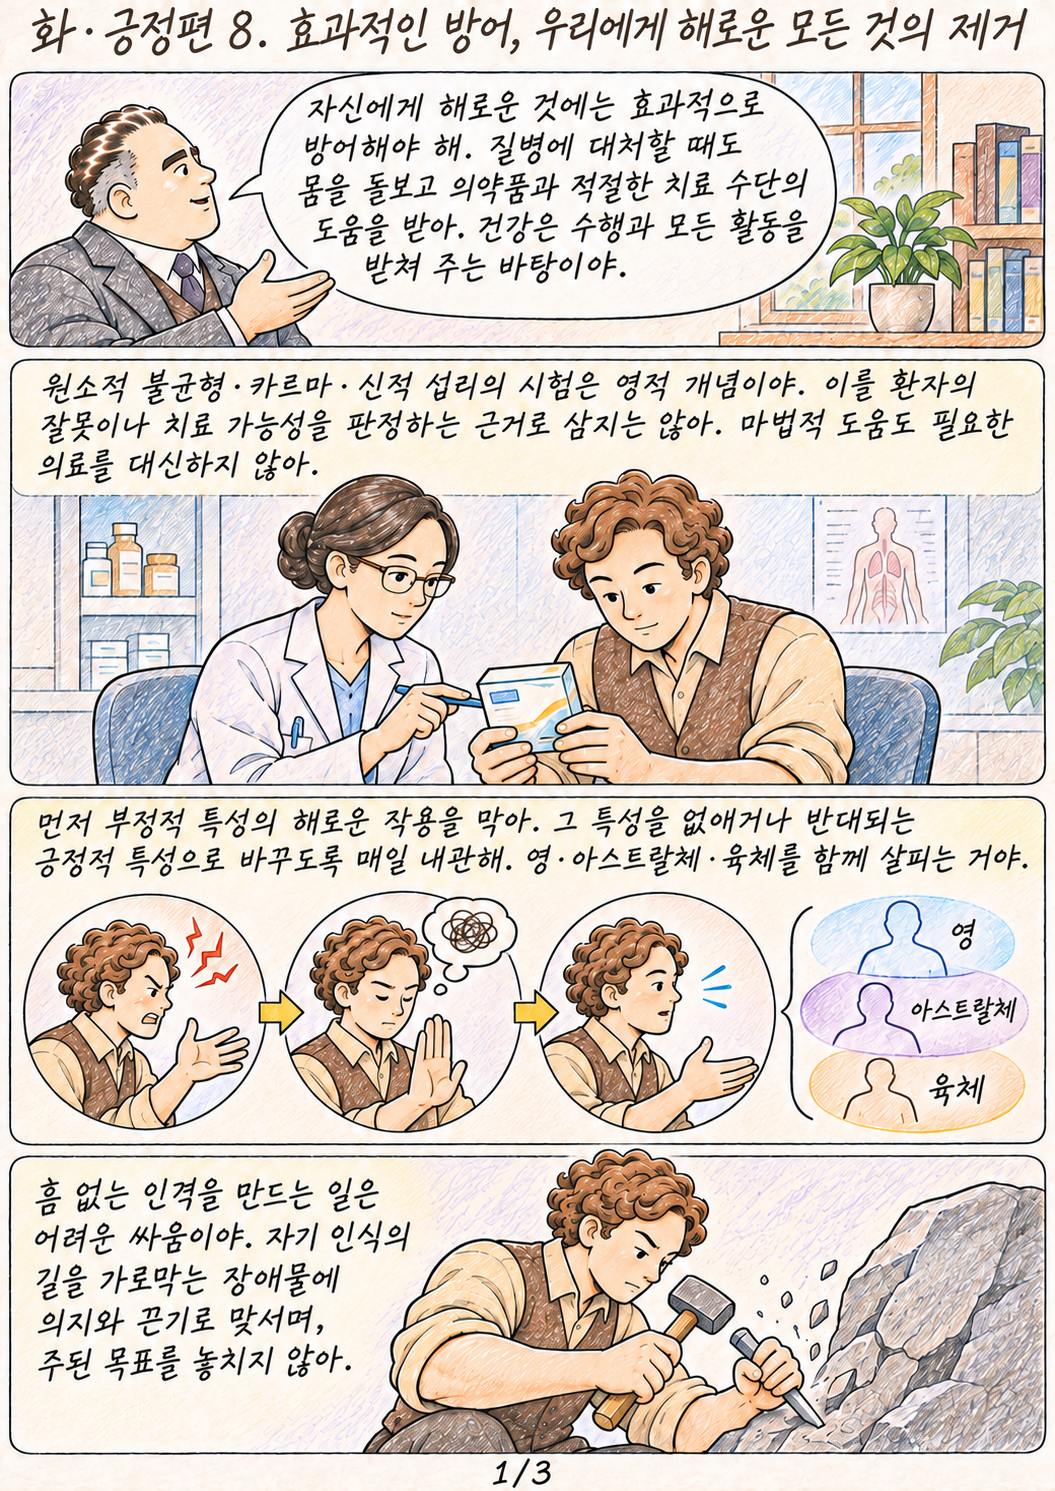 화·긍정편 8. 효과적인 방어, 우리에게 해로운 모든 것의 제거
자신에게 해로운 것에는 효과적으로
방어해야 해. 질병에 대처할 때도
몸을 돌보고 의약품과 적절한 치료 수단의
도움을 받아. 건강은 수행과 모든 활동을
받쳐 주는 바탕이야.
원소적 불균형·카르마·신적 섭리의 시험은 영적 개념이야. 이를 환자의
잘못이나 치료 가능성을 판정하는 근거로 삼지는 않아. 마법적 도움도 필요한
의료를 대신하지 않아.
먼저 부정적 특성의 해로운 작용을 막아. 그 특성을 없애거나 반대되는
긍정적 특성으로 바꾸도록 매일 내관해. 영·아스트랄체·육체를 함께 살피는 거야.
영
아스트랄체
육체
흠 없는 인격을 만드는 일은
어려운 싸움이야. 자기 인식의
길을 가로막는 장애물에
의지와 끈기로 맞서며,
주된 목표를 놓치지 않아.
1/3